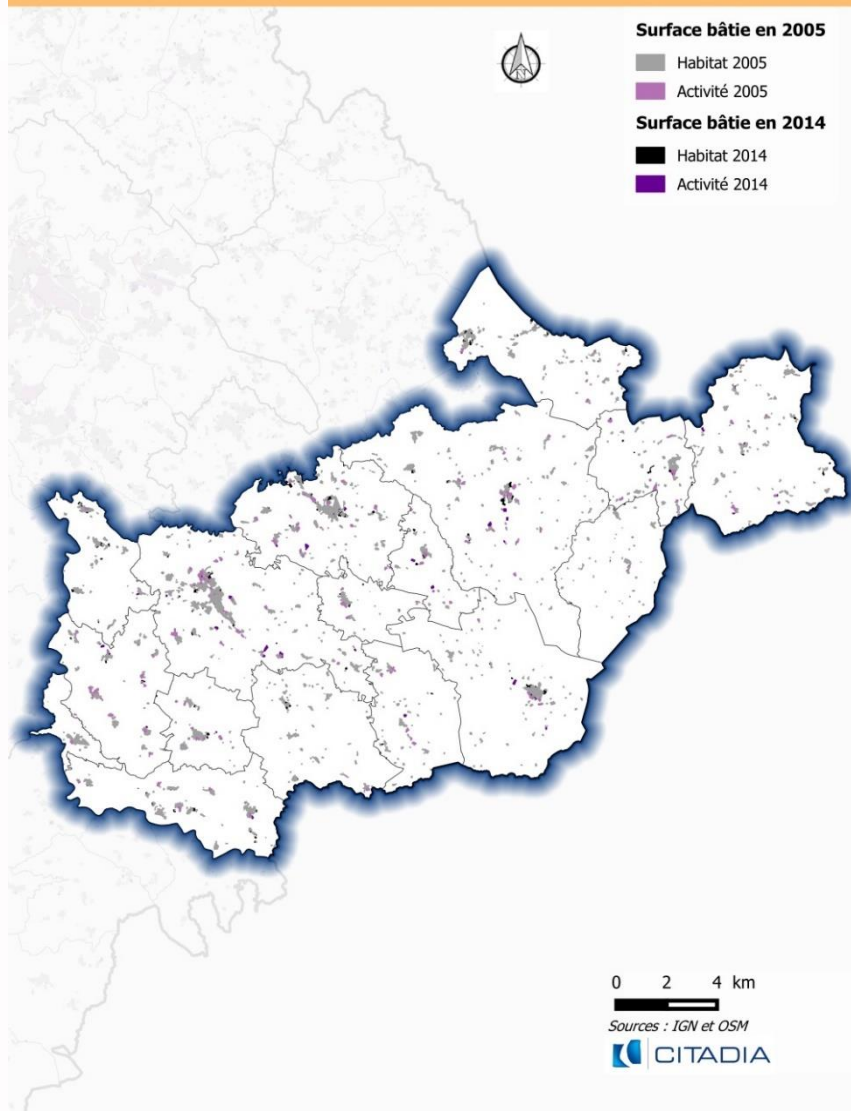 Surface bâtie en 2005
Habitat 2005
Activité 2005
Surface bâtie en 2014
Habitat 2014
Activité 2014
N
0 2 4 km
Sources : IGN et OSM
CITADIA